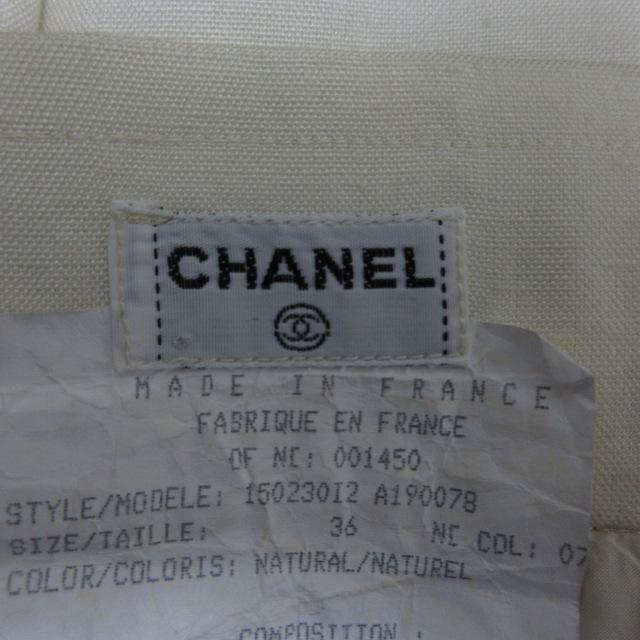 CHANEL
MADE IN FRANCE
FABRIQUE EN FRANCE
OF NC: 001450
STYLE/MODELE: 15023012 A190078
SIZE/TAILLE: 36 NC COL: 07
COLOR/COLORIS: NATURAL/NATUREL
COMPOSITION :